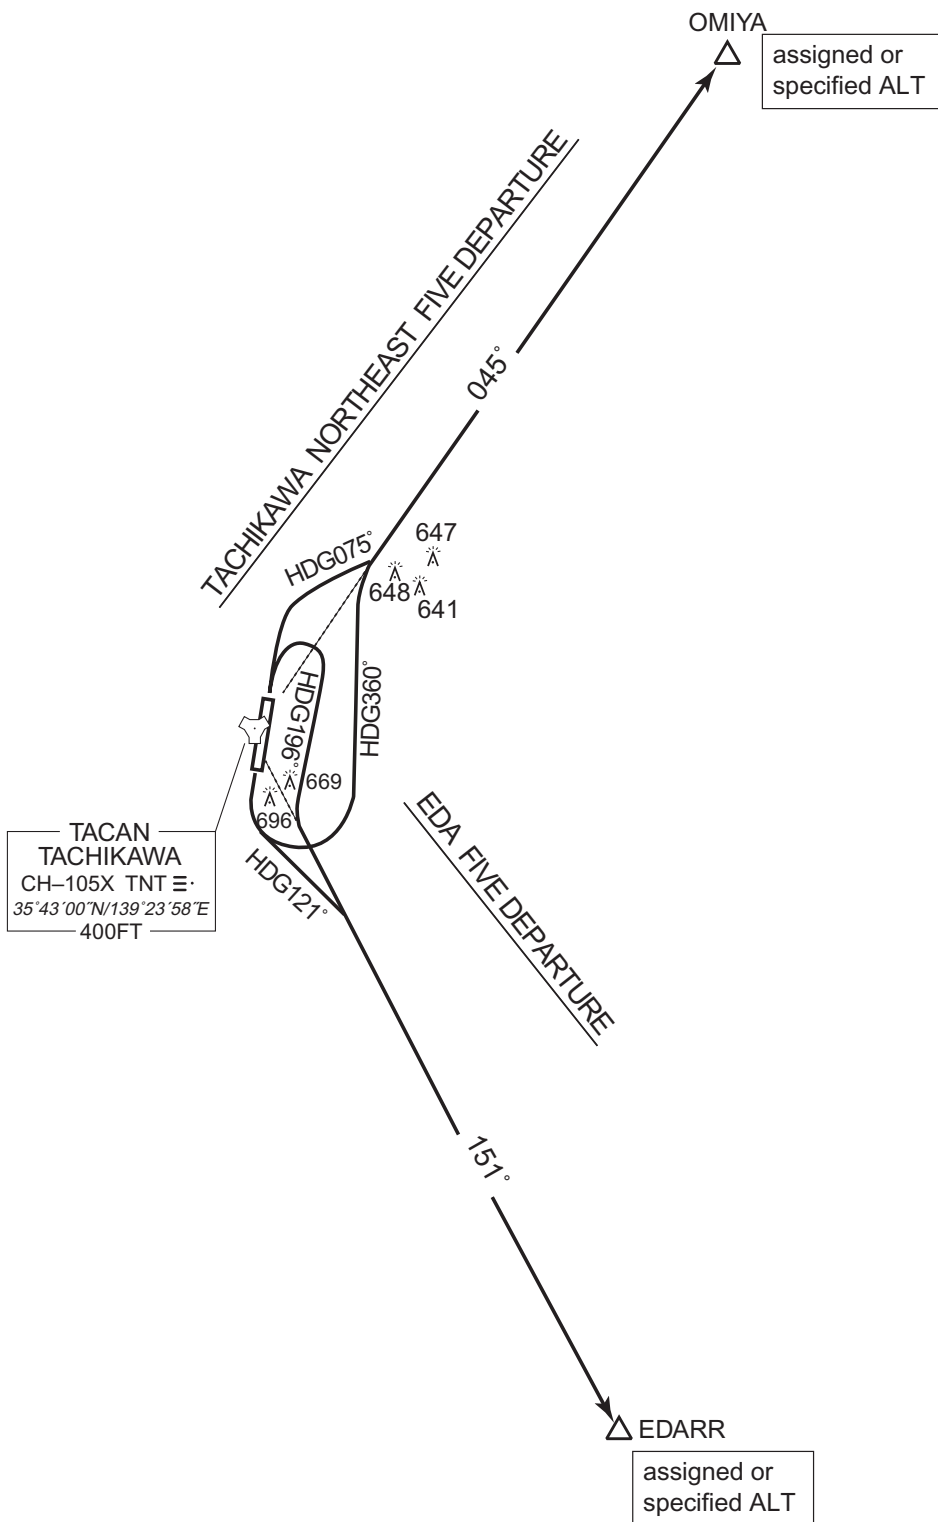 OMIYA
assigned or
specified ALT
TACHIKAWA NORTHEAST FIVE DEPARTURE
045°
647
HDG075°
648
641
HDG360°
HDG196°
669
696
TACAN
TACHIKAWA
CH–105X TNT
35°43´00˝N/139°23´58˝E
400FT
HDG121°
EDA FIVE DEPARTURE
151°
EDARR
assigned or
specified ALT